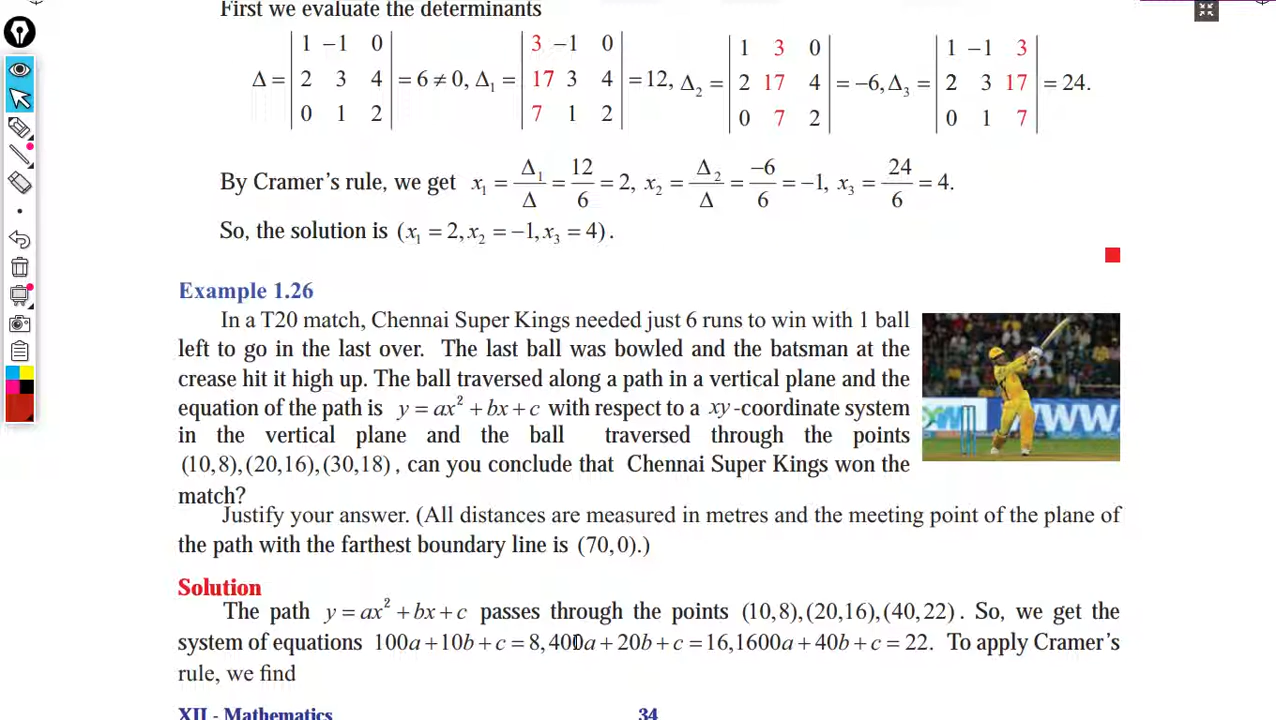 First we evaluate the determinants
Δ = | 1 −1 0 | = 6 ≠ 0, Δ₁ = | 3 −1 0 | = 12, Δ₂ = | 1 3 0 | = −6, Δ₃ = | 1 −1 3 | = 24.
| 2 3 4 | | 17 3 4 | | 2 17 4 | | 2 3 17 |
| 0 1 2 | | 7 1 2 | | 0 7 2 | | 0 1 7 |
By Cramer’s rule, we get x₁ = Δ₁/Δ = 12/6 = 2, x₂ = Δ₂/Δ = −6/6 = −1, x₃ = 24/6 = 4.
So, the solution is (x₁ = 2, x₂ = −1, x₃ = 4).
Example 1.26
In a T20 match, Chennai Super Kings needed just 6 runs to win with 1 ball
left to go in the last over. The last ball was bowled and the batsman at the
crease hit it high up. The ball traversed along a path in a vertical plane and the
equation of the path is y = ax² + bx + c with respect to a xy-coordinate system
in the vertical plane and the ball traversed through the points
(10,8),(20,16),(30,18), can you conclude that Chennai Super Kings won the
match?
Justify your answer. (All distances are measured in metres and the meeting point of the plane of
the path with the farthest boundary line is (70,0).)
Solution
The path y = ax² + bx + c passes through the points (10,8),(20,16),(40,22). So, we get the
system of equations 100a + 10b + c = 8, 400a + 20b + c = 16, 1600a + 40b + c = 22. To apply Cramer’s
rule, we find
XII - Mathematics 34
www.